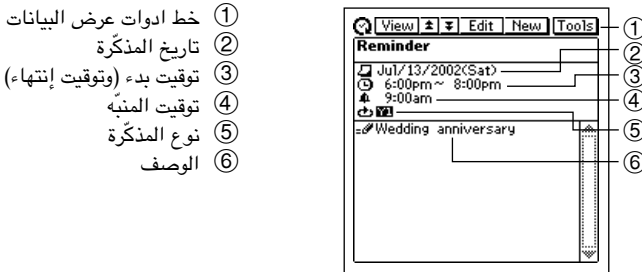 ① خط ادوات عرض البيانات
② تاريخ المذكّرة
③ توقيت بدء (وتوقيت إنتهاء)
④ توقيت المنبّه
⑤ نوع المذكّرة
⑥ الوصف
View Edit New Tools ①
Reminder
Jul/13/2002(Sat) ②
6:00pm~ 8:00pm ③
9:00am ④
Y1 ⑤
Wedding anniversary ⑥